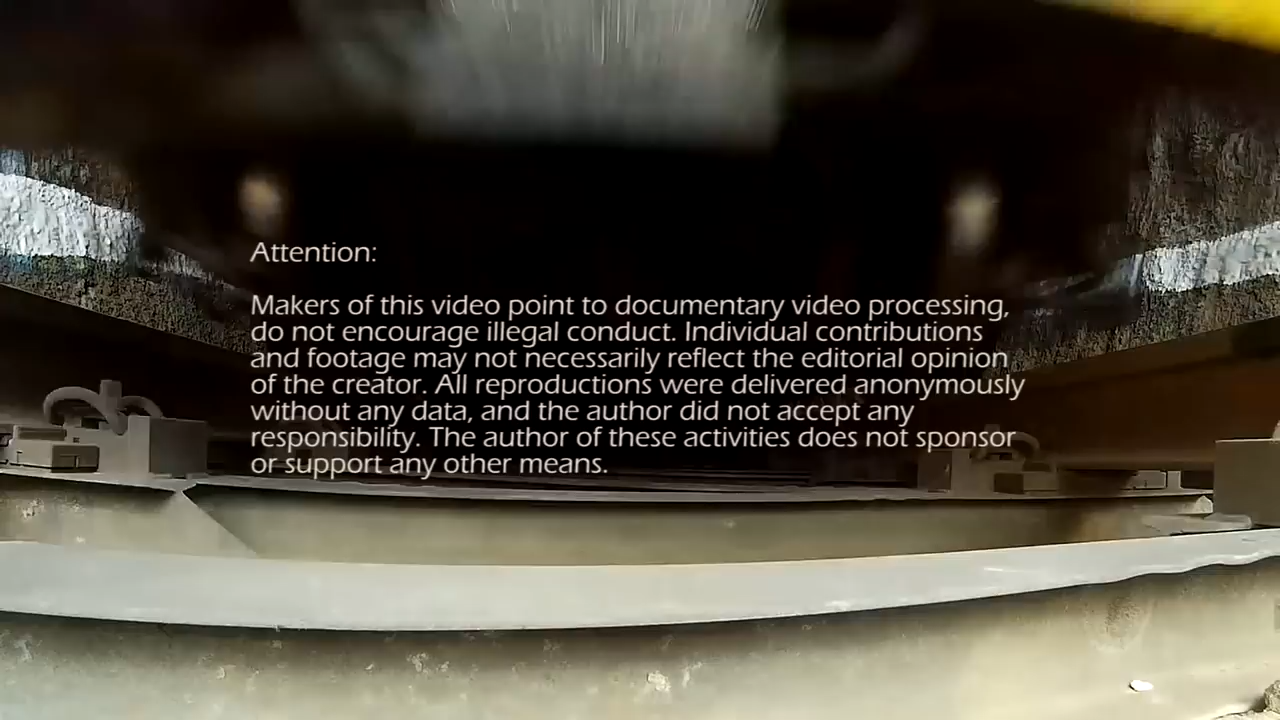 Attention:
Makers of this video point to documentary video processing,
do not encourage illegal conduct. Individual contributions
and footage may not necessarily reflect the editorial opinion
of the creator. All reproductions were delivered anonymously
without any data, and the author did not accept any
responsibility. The author of these activities does not sponsor
or support any other means.